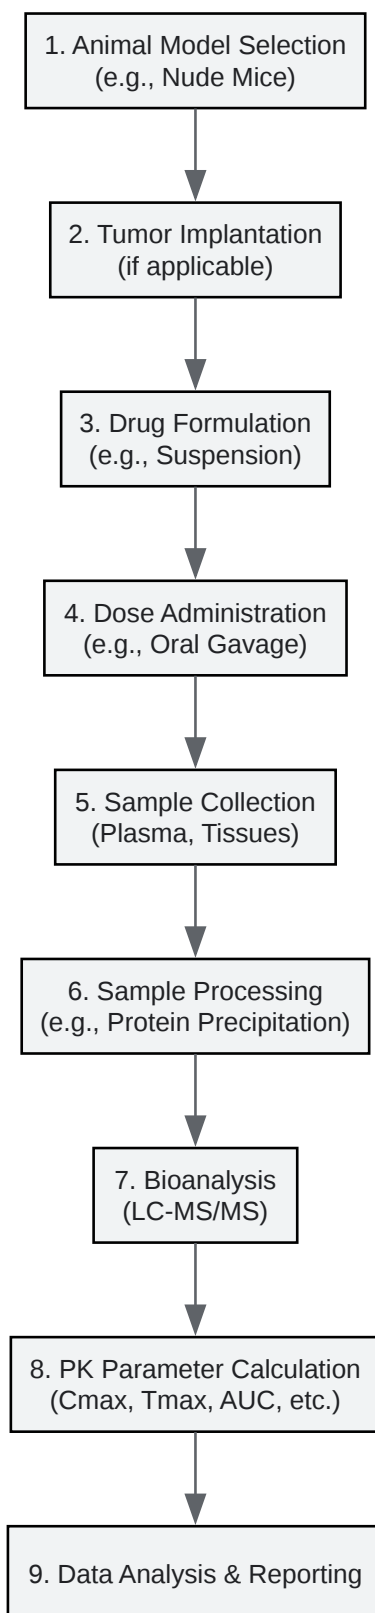 1. Animal Model Selection
(e.g., Nude Mice)
2. Tumor Implantation
(if applicable)
3. Drug Formulation
(e.g., Suspension)
4. Dose Administration
(e.g., Oral Gavage)
5. Sample Collection
(Plasma, Tissues)
6. Sample Processing
(e.g., Protein Precipitation)
7. Bioanalysis
(LC-MS/MS)
8. PK Parameter Calculation
(Cmax, Tmax, AUC, etc.)
9. Data Analysis & Reporting